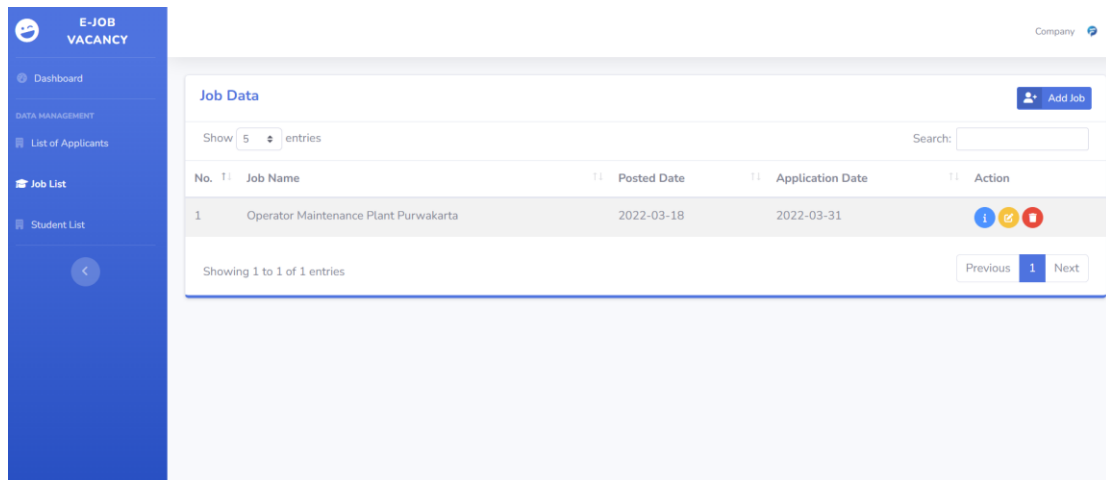 E-JOB
VACANCY
Company
Dashboard
DATA MANAGEMENT
List of Applicants
Job List
Student List
Job Data
Add Job
Show 5 entries
Search:
No. Job Name Posted Date Application Date Action
1 Operator Maintenance Plant Purwakarta 2022-03-18 2022-03-31
Showing 1 to 1 of 1 entries
Previous 1 Next